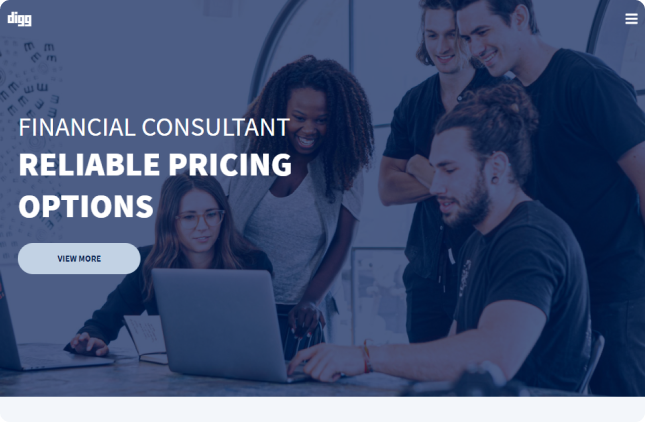 digg
FINANCIAL CONSULTANT
RELIABLE PRICING
OPTIONS
VIEW MORE